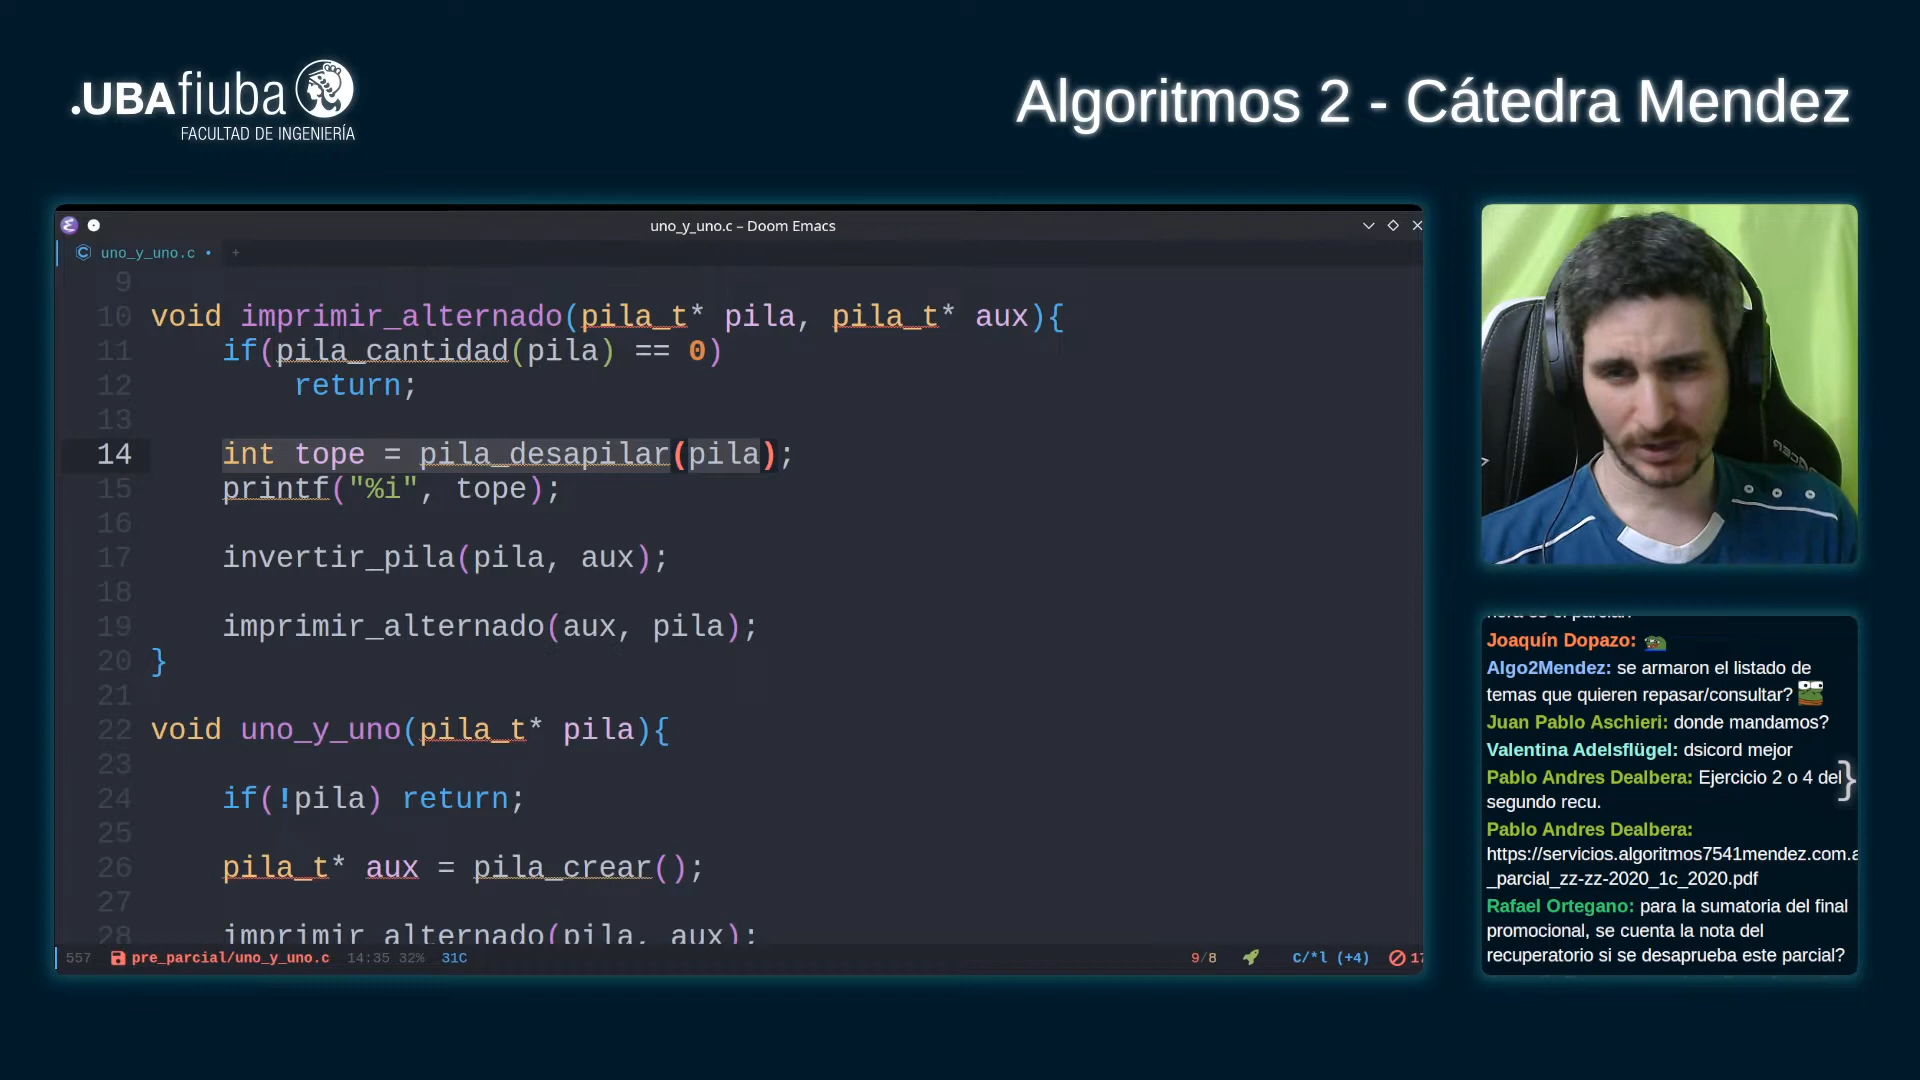 .UBAfiuba
FACULTAD DE INGENIERÍA
Algoritmos 2 - Cátedra Mendez
uno_y_uno.c – Doom Emacs
uno_y_uno.c
9
10 void imprimir_alternado(pila_t* pila, pila_t* aux){
11 if(pila_cantidad(pila) == 0)
12 return;
13
14 int tope = pila_desapilar(pila);
15 printf("%i", tope);
16
17 invertir_pila(pila, aux);
18
19 imprimir_alternado(aux, pila);
20 }
21
22 void uno_y_uno(pila_t* pila){
23
24 if(!pila) return;
25
26 pila_t* aux = pila_crear();
27
28 imprimir_alternado(pila, aux);
557 pre_parcial/uno_y_uno.c 14:35 32% 31C 9/8 C/*l (+4) 17
Joaquín Dopazo:
Algo2Mendez: se armaron el listado de
temas que quieren repasar/consultar?
Juan Pablo Aschieri: donde mandamos?
Valentina Adelsflügel: dsicord mejor
Pablo Andres Dealbera: Ejercicio 2 o 4 del
segundo recu.
}
Pablo Andres Dealbera:
https://servicios.algoritmos7541mendez.com.a
_parcial_zz-zz-2020_1c_2020.pdf
Rafael Ortegano: para la sumatoria del final
promocional, se cuenta la nota del
recuperatorio si se desaprueba este parcial?